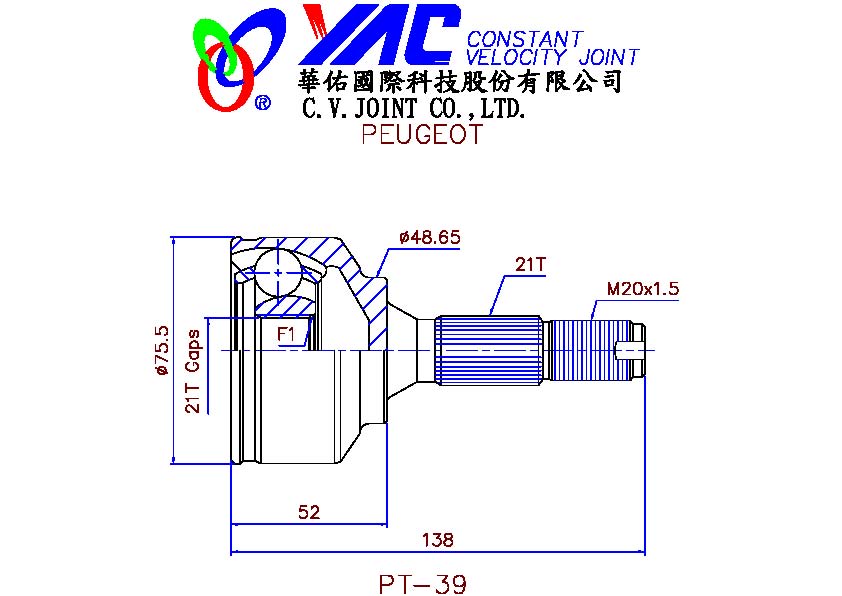 YAC CONSTANT
VELOCITY JOINT
®
華佑國際科技股份有限公司
C.V.JOINT CO.,LTD.
PEUGEOT
ø48.65
21T
M20x1.5
F1
ø75.5
21T Gaps
52
138
PT-39